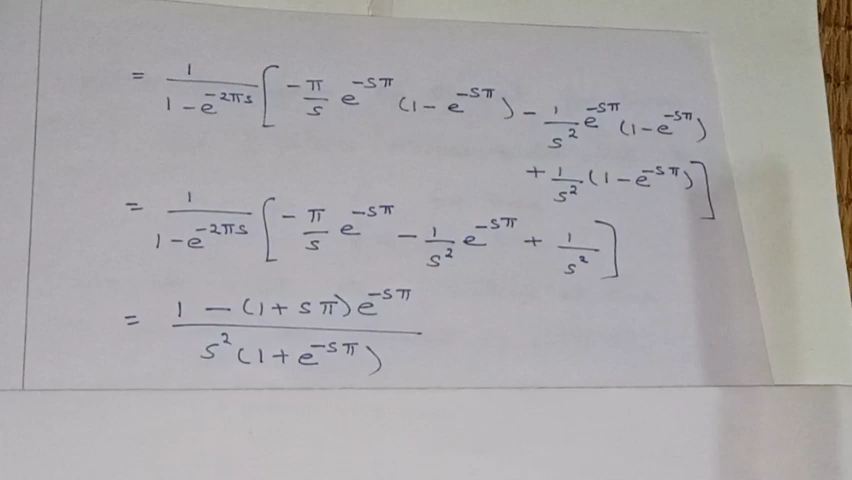 = 1/(1-e^{-2πs}) [ -π/s e^{-sπ} (1-e^{-sπ}) - 1/s² e^{-sπ} (1-e^{-sπ})
+ 1/s² (1-e^{-sπ}) ]
= 1/(1-e^{-2πs}) [ -π/s e^{-sπ} - 1/s² e^{-sπ} + 1/s² ]
= (1-(1+sπ)e^{-sπ})/(s²(1+e^{-sπ}))